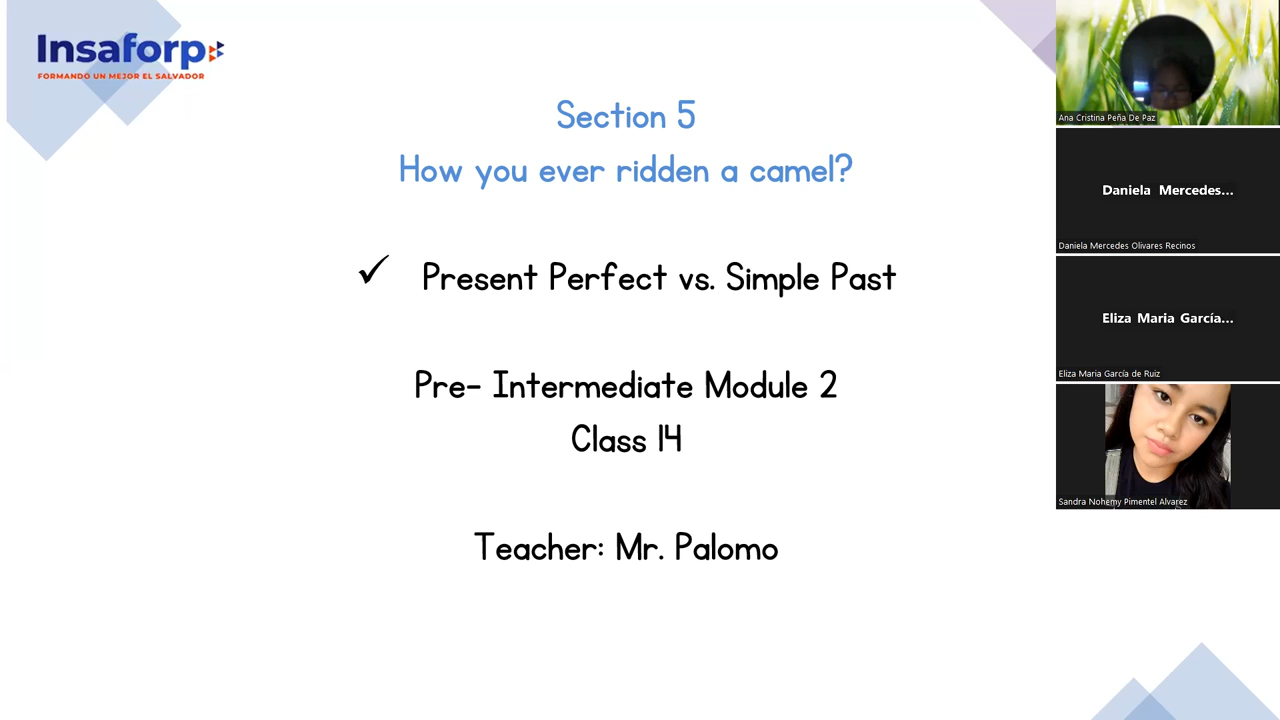 Insaforp
FORMANDO UN MEJOR EL SALVADOR
Section 5
How you ever ridden a camel?
✓ Present Perfect vs. Simple Past
Pre- Intermediate Module 2
Class 14
Teacher: Mr. Palomo
Ana Cristina Peña De Paz
Daniela Mercedes...
Daniela Mercedes Olivares Recinos
Eliza Maria García...
Eliza Maria García de Ruiz
Sandra Nohemy Pimentel Alvarez